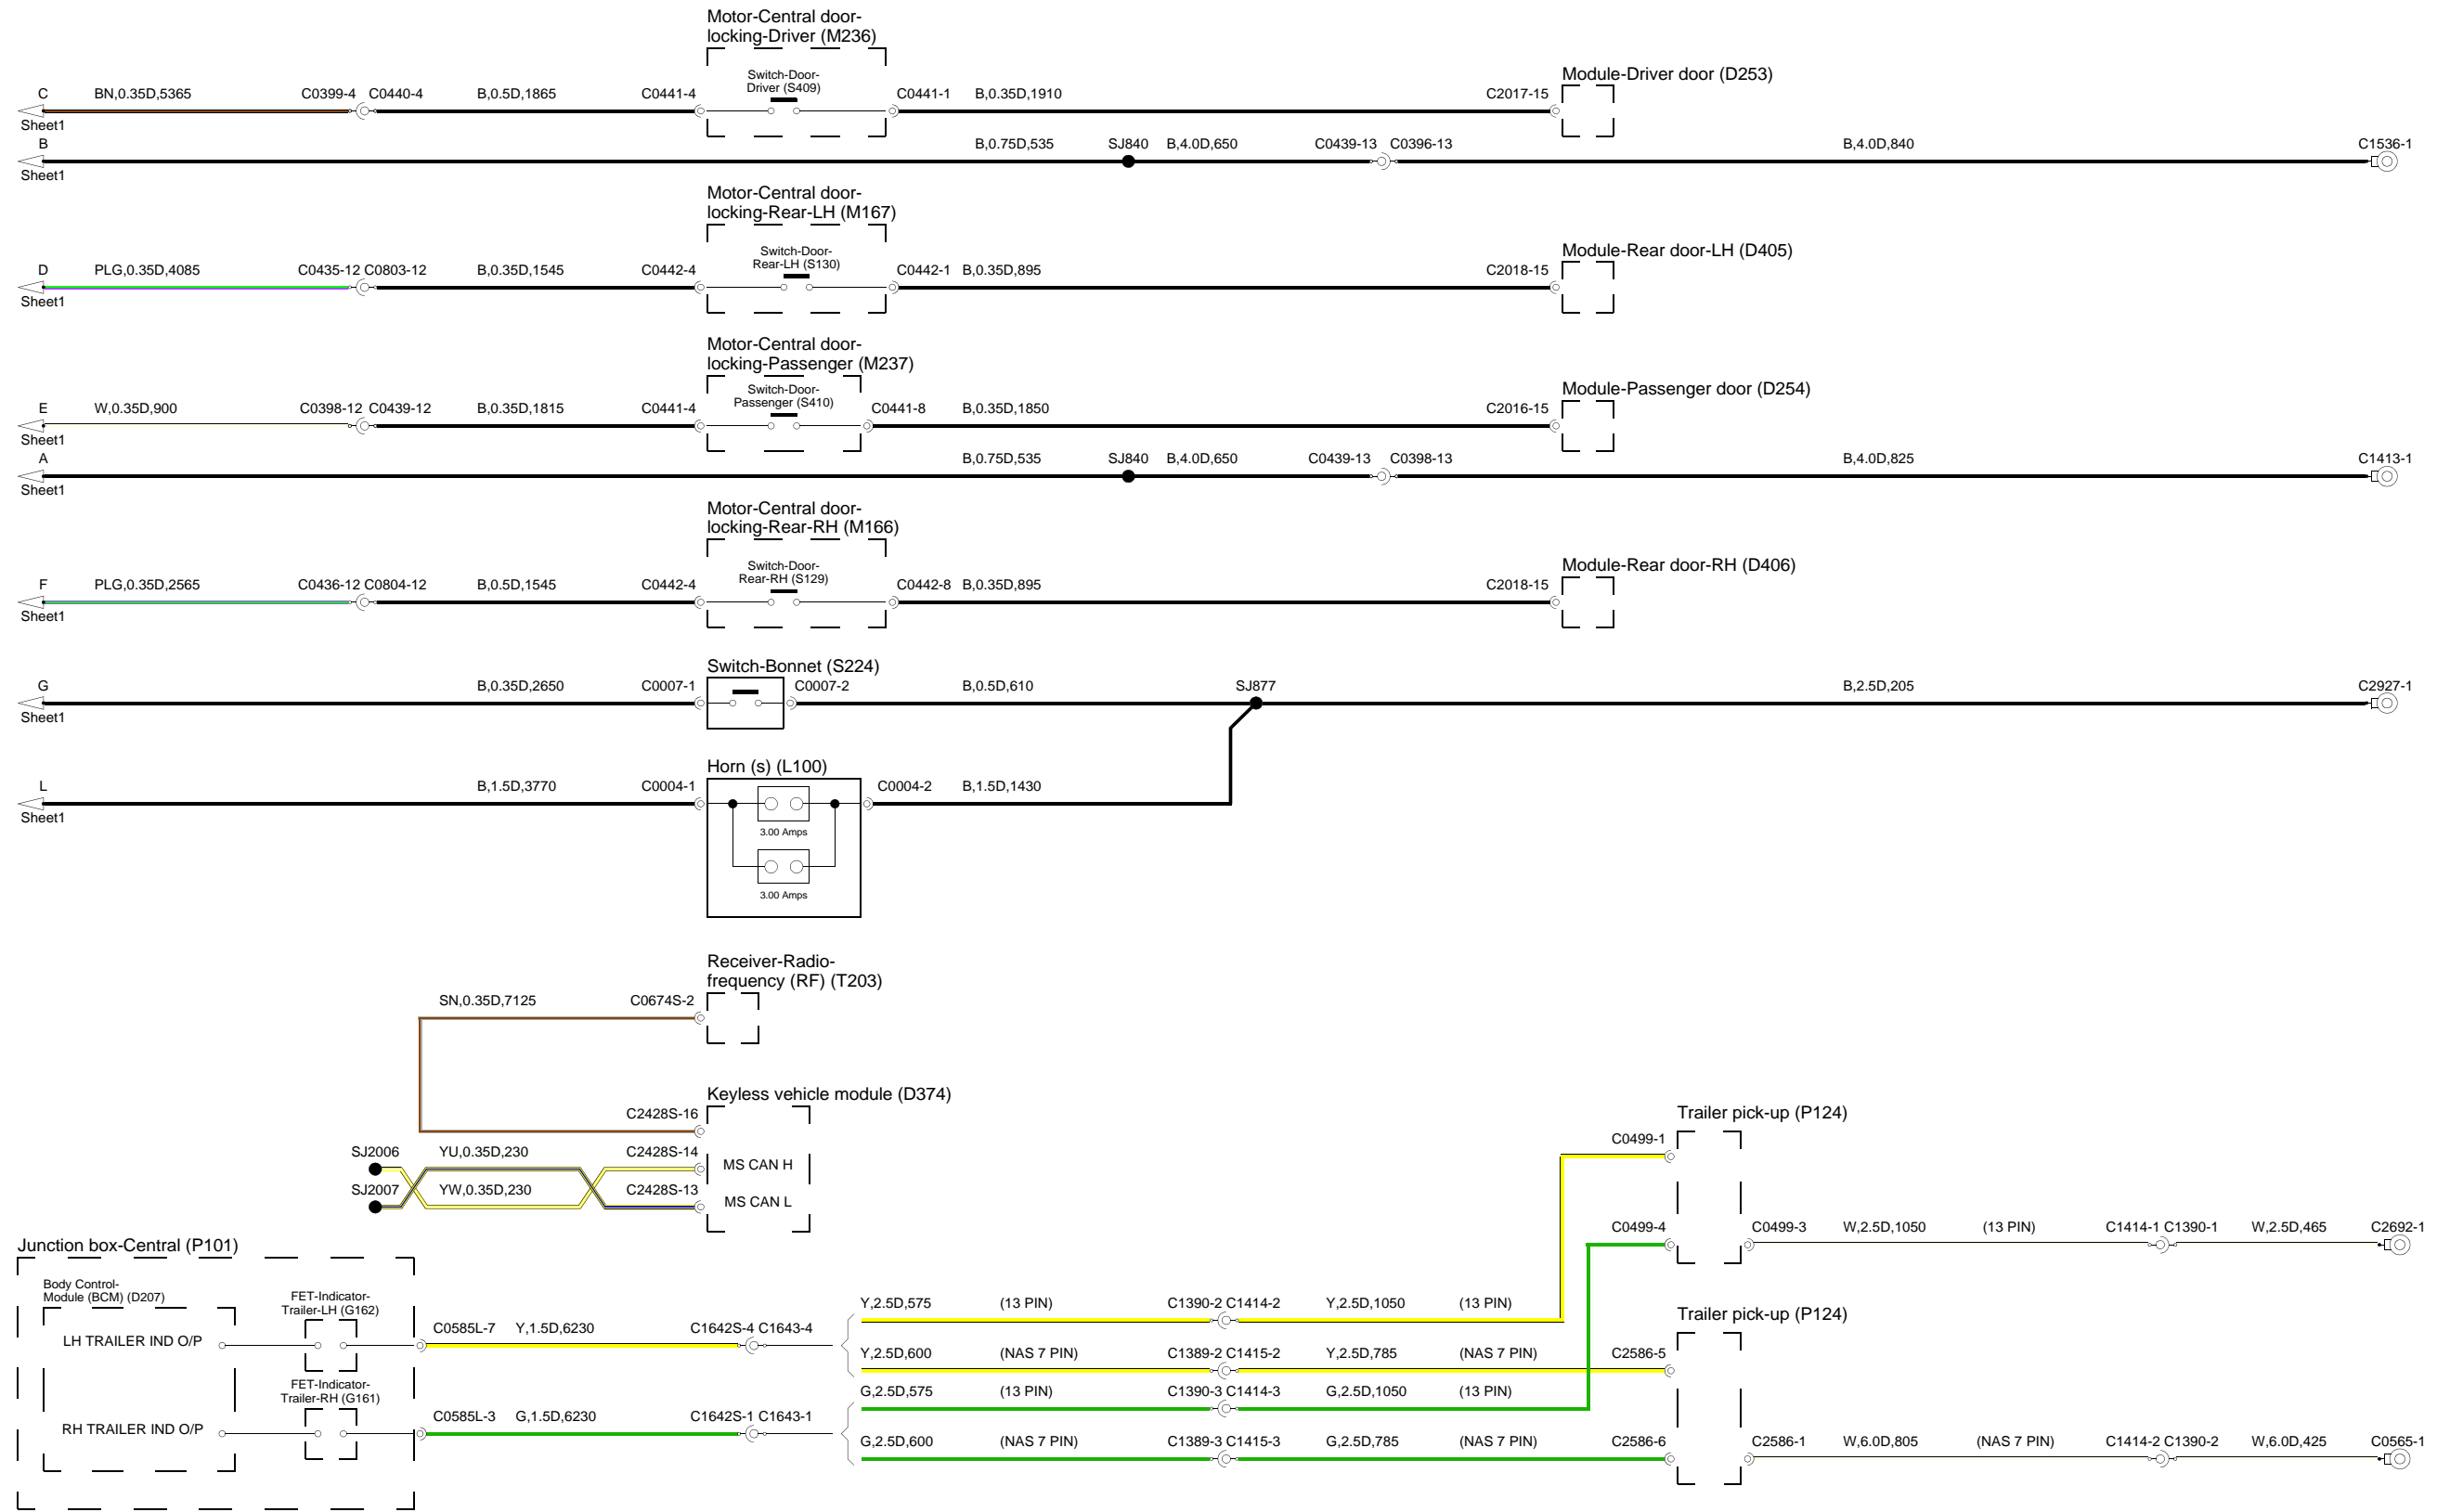 Motor-Central door-
locking-Driver (M236)
Switch-Door-
Driver (S409)
Module-Driver door (D253)
C BN,0.35D,5365 C0399-4 C0440-4 B,0.5D,1865 C0441-4 C0441-1 B,0.35D,1910 C2017-15
Sheet1
B B,0.75D,535 SJ840 B,4.0D,650 C0439-13 C0396-13 B,4.0D,840 C1536-1
Sheet1
Motor-Central door-
locking-Rear-LH (M167)
Switch-Door-
Rear-LH (S130)
Module-Rear door-LH (D405)
D PLG,0.35D,4085 C0435-12 C0803-12 B,0.35D,1545 C0442-4 C0442-1 B,0.35D,895 C2018-15
Sheet1
Motor-Central door-
locking-Passenger (M237)
Switch-Door-
Passenger (S410)
Module-Passenger door (D254)
E W,0.35D,900 C0398-12 C0439-12 B,0.35D,1815 C0441-4 C0441-8 B,0.35D,1850 C2016-15
Sheet1
A B,0.75D,535 SJ840 B,4.0D,650 C0439-13 C0398-13 B,4.0D,825 C1413-1
Sheet1
Motor-Central door-
locking-Rear-RH (M166)
Switch-Door-
Rear-RH (S129)
Module-Rear door-RH (D406)
F PLG,0.35D,2565 C0436-12 C0804-12 B,0.5D,1545 C0442-4 C0442-8 B,0.35D,895 C2018-15
Sheet1
Switch-Bonnet (S224)
G B,0.35D,2650 C0007-1 C0007-2 B,0.5D,610 SJ877 B,2.5D,205 C2927-1
Sheet1
Horn (s) (L100)
L B,1.5D,3770 C0004-1 C0004-2 B,1.5D,1430
Sheet1
3.00 Amps
3.00 Amps
Receiver-Radio-
frequency (RF) (T203)
SN,0.35D,7125 C0674S-2
Keyless vehicle module (D374)
C2428S-16
SJ2006 YU,0.35D,230 C2428S-14 MS CAN H
SJ2007 YW,0.35D,230 C2428S-13 MS CAN L
Trailer pick-up (P124)
C0499-1
C0499-4 C0499-3 W,2.5D,1050 (13 PIN) C1414-1 C1390-1 W,2.5D,465 C2692-1
Junction box-Central (P101)
Body Control-
Module (BCM) (D207)
FET-Indicator-
Trailer-LH (G162)
LH TRAILER IND O/P C0585L-7 Y,1.5D,6230 C1642S-4 C1643-4
Y,2.5D,575 (13 PIN) C1390-2 C1414-2 Y,2.5D,1050 (13 PIN)
Trailer pick-up (P124)
Y,2.5D,600 (NAS 7 PIN) C1389-2 C1415-2 Y,2.5D,785 (NAS 7 PIN) C2586-5
FET-Indicator-
Trailer-RH (G161)
RH TRAILER IND O/P C0585L-3 G,1.5D,6230 C1642S-1 C1643-1
G,2.5D,575 (13 PIN) C1390-3 C1414-3 G,2.5D,1050 (13 PIN)
G,2.5D,600 (NAS 7 PIN) C1389-3 C1415-3 G,2.5D,785 (NAS 7 PIN) C2586-6 C2586-1 W,6.0D,805 (NAS 7 PIN) C1414-2 C1390-2 W,6.0D,425 C0565-1